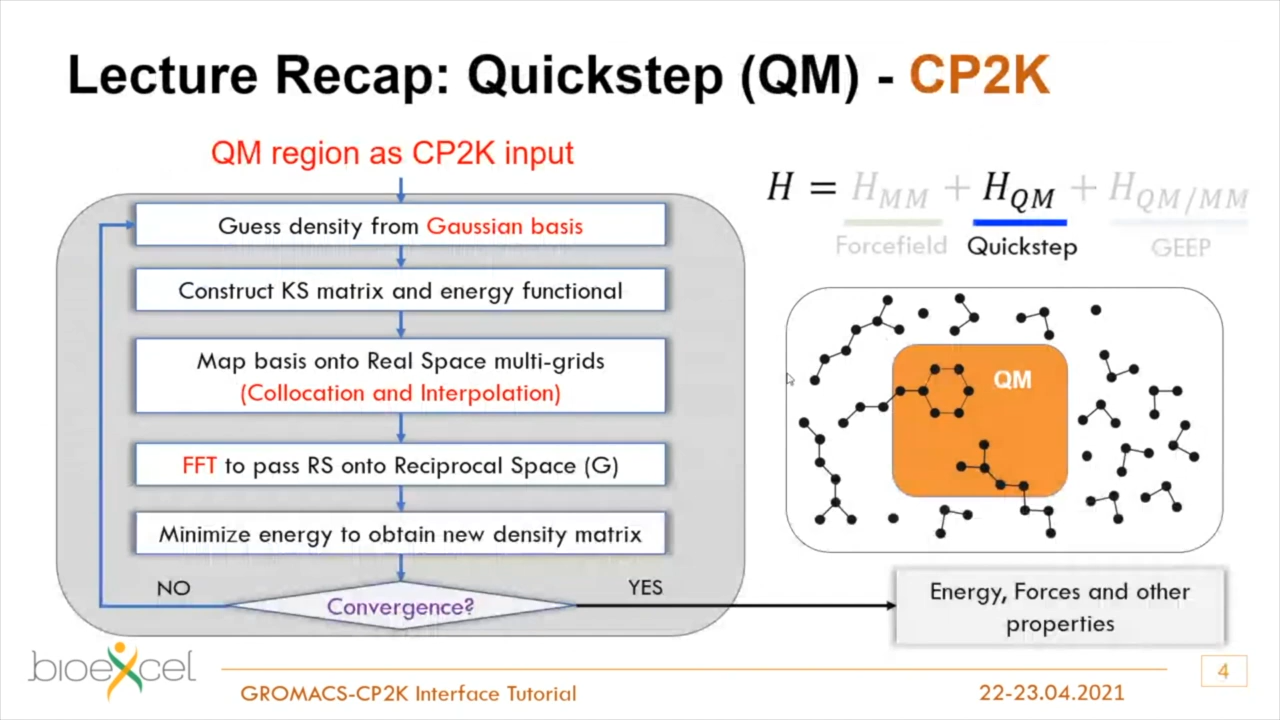 Lecture Recap: Quickstep (QM) - CP2K
QM region as CP2K input
Guess density from Gaussian basis
Construct KS matrix and energy functional
Map basis onto Real Space multi-grids
(Collocation and Interpolation)
FFT to pass RS onto Reciprocal Space (G)
Minimize energy to obtain new density matrix
NO
Convergence?
YES
H = H_MM + H_QM + H_QM/MM
Forcefield
Quickstep
GEEP
QM
Energy, Forces and other
properties
bioexcel
GROMACS-CP2K Interface Tutorial
22-23.04.2021
4